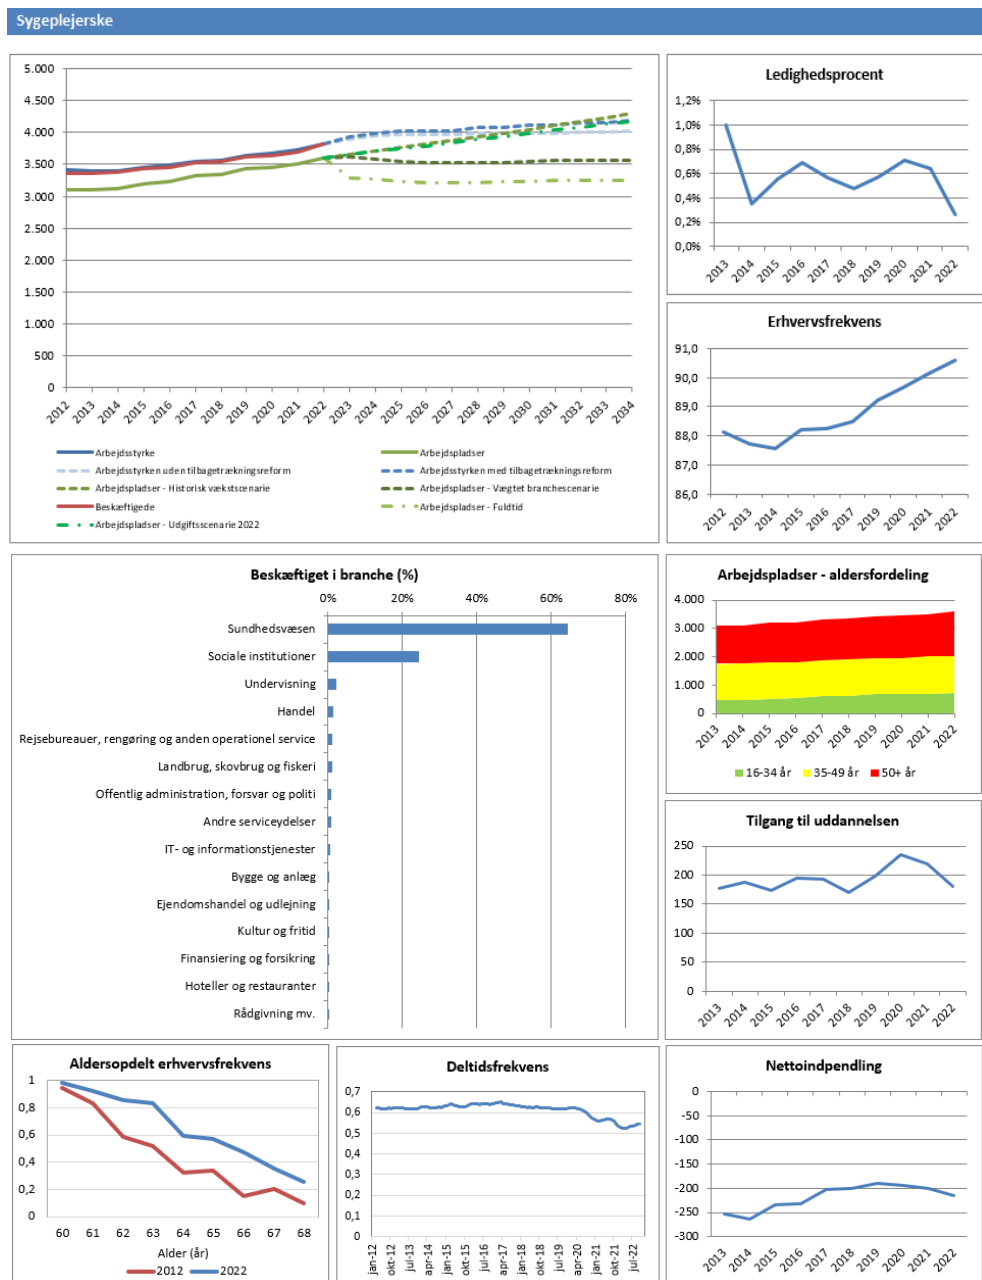 Sygeplejerske
5.000
4.500
4.000
3.500
3.000
2.500
2.000
1.500
1.000
500
0
2012 2013 2014 2015 2016 2017 2018 2019 2020 2021 2022 2023 2024 2025 2026 2027 2028 2029 2030 2031 2032 2033 2034
Arbejdsstyrke
Arbejdspladser
Arbejdsstyrken uden tilbagetrækningsreform
Arbejdsstyrken med tilbagetrækningsreform
Arbejdspladser - Historisk vækstscenarie
Arbejdspladser - Vægtet branchescenarie
Beskæftigede
Arbejdspladser - Fuldtid
Arbejdspladser - Udgiftsscenarie 2022
Ledighedsprocent
1,2%
1,0%
0,8%
0,6%
0,4%
0,2%
0,0%
2013 2014 2015 2016 2017 2018 2019 2020 2021 2022
Erhvervsfrekvens
91,0
90,0
89,0
88,0
87,0
86,0
2012 2013 2014 2015 2016 2017 2018 2019 2020 2021 2022
Beskæftiget i branche (%)
0% 20% 40% 60% 80%
Sundhedsvæsen
Sociale institutioner
Undervisning
Handel
Rejsebureauer, rengøring og anden operationel service
Landbrug, skovbrug og fiskeri
Offentlig administration, forsvar og politi
Andre serviceydelser
IT- og informationstjenester
Bygge og anlæg
Ejendomshandel og udlejning
Kultur og fritid
Finansiering og forsikring
Hoteller og restauranter
Rådgivning mv.
Arbejdspladser - aldersfordeling
4.000
3.000
2.000
1.000
0
2013 2014 2015 2016 2017 2018 2019 2020 2021 2022
16-34 år 35-49 år 50+ år
Tilgang til uddannelsen
250
200
150
100
50
0
2013 2014 2015 2016 2017 2018 2019 2020 2021 2022
Aldersopdelt erhvervsfrekvens
1
0,8
0,6
0,4
0,2
0
60 61 62 63 64 65 66 67 68
Alder (år)
2012 2022
Deltidsfrekvens
0,7
0,6
0,5
0,4
0,3
0,2
0,1
0
jan-12 okt-12 jul-13 apr-14 jan-15 okt-15 jul-16 apr-17 jan-18 okt-18 jul-19 apr-20 jan-21 okt-21 jul-22
Nettoindpendling
0
-50
-100
-150
-200
-250
-300
2013 2014 2015 2016 2017 2018 2019 2020 2021 2022